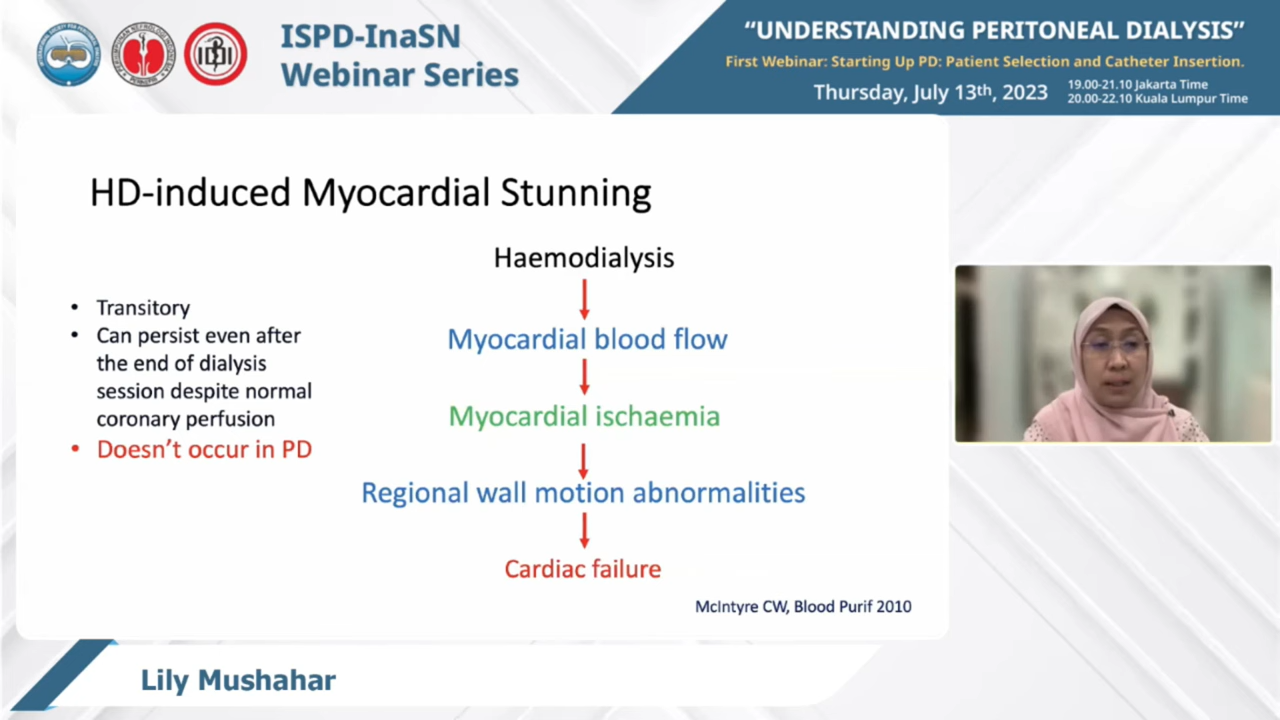 ISPD-InaSN
Webinar Series
“UNDERSTANDING PERITONEAL DIALYSIS”
First Webinar: Starting Up PD: Patient Selection and Catheter Insertion.
Thursday, July 13th, 2023
19.00-21.10 Jakarta Time
20.00-22.10 Kuala Lumpur Time
HD-induced Myocardial Stunning
• Transitory
• Can persist even after
the end of dialysis
session despite normal
coronary perfusion
• Doesn’t occur in PD
Haemodialysis
Myocardial blood flow
Myocardial ischaemia
Regional wall motion abnormalities
Cardiac failure
McIntyre CW, Blood Purif 2010
Lily Mushahar